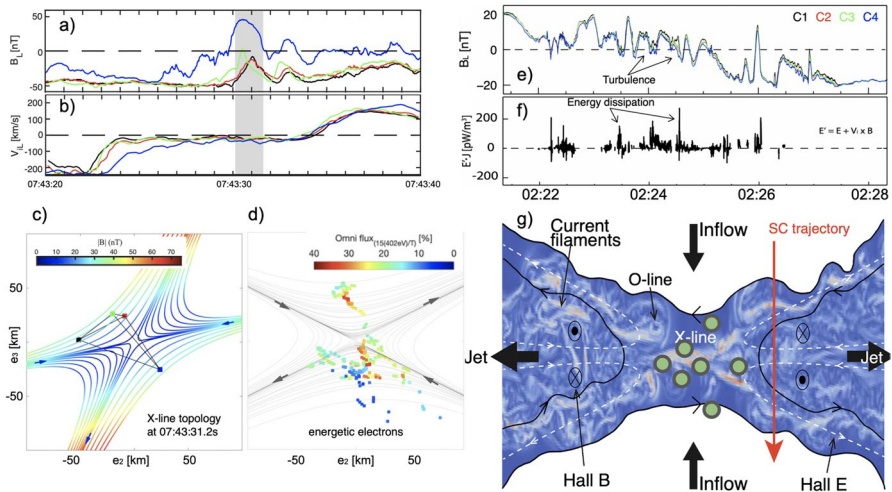 a)
B_L [nT]
50
0
-50
b)
V_iL [km/s]
200
100
0
-100
-200
07:43:20
07:43:30
07:43:40
c)
|B| (nT)
0 10 20 30 40 50 60 70
e₃ [km]
50
0
-50
X-line topology
at 07:43:31.2s
-50 0 50
e₂ [km]
d)
Omni flux(15(402eV)/T) [%]
40 30 20 10 0
energetic electrons
-50 0 50
e₂ [km]
C1 C2 C3 C4
B_L [nT]
20
0
-20
e)
Turbulence
f)
Energy dissipation
E'·J [pW/m³]
200
0
-200
E' = E + Vᵢ x B
02:22 02:24 02:26 02:28
g)
Current
filaments
Inflow
SC trajectory
O-line
X-line
Jet
Jet
Hall B
Inflow
Hall E